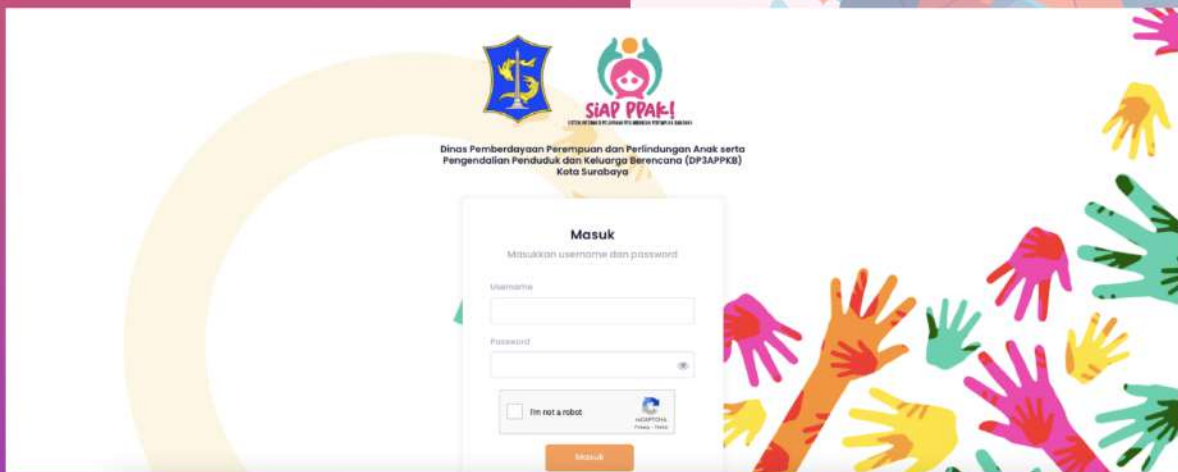 SiAP PPAK!
Dinas Pemberdayaan Perempuan dan Perlindungan Anak serta
Pengendalian Penduduk dan Keluarga Berencana (DP3APPKB)
Kota Surabaya
Masuk
Masukkan username dan password
Username
Password
I'm not a robot
reCAPTCHA
Privacy - Terms
Masuk